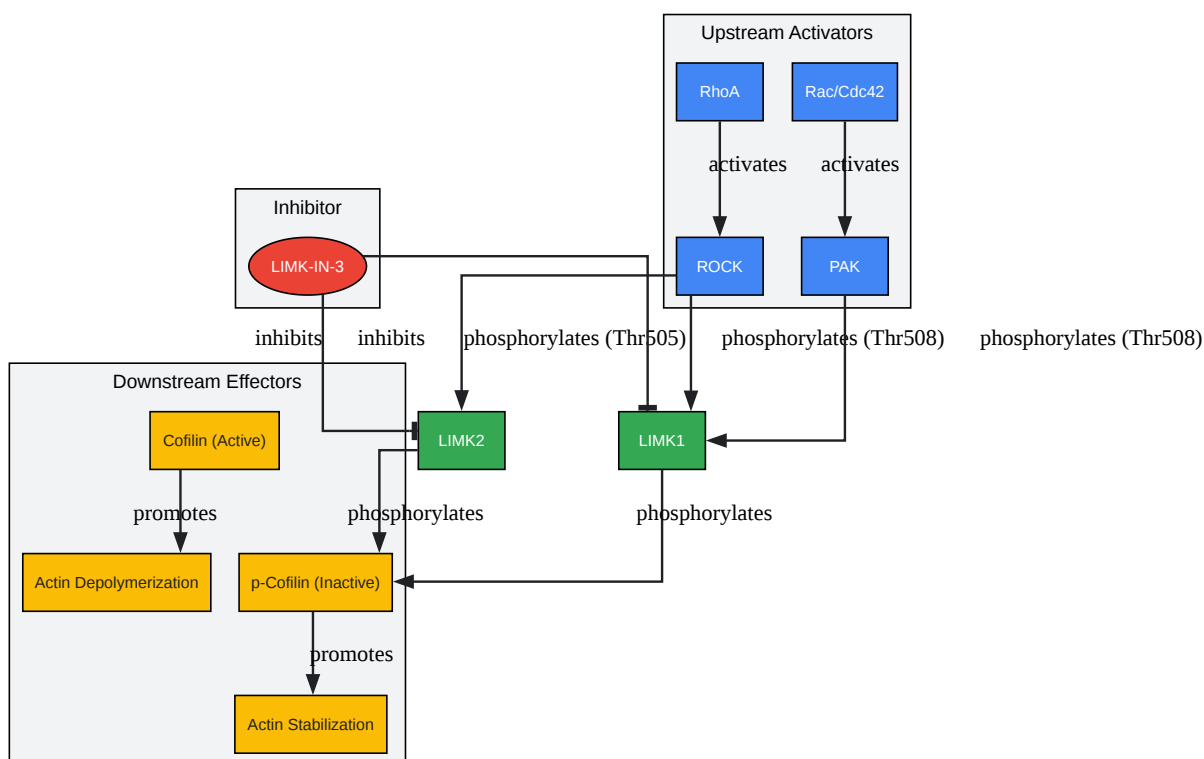 Upstream Activators
RhoA
Rac/Cdc42
activates
activates
Inhibitor
LIMK-IN-3
ROCK
PAK
inhibits
inhibits
phosphorylates (Thr505)
phosphorylates (Thr508)
phosphorylates (Thr508)
Downstream Effectors
Cofilin (Active)
LIMK2
LIMK1
promotes
phosphorylates
phosphorylates
Actin Depolymerization
p-Cofilin (Inactive)
promotes
Actin Stabilization